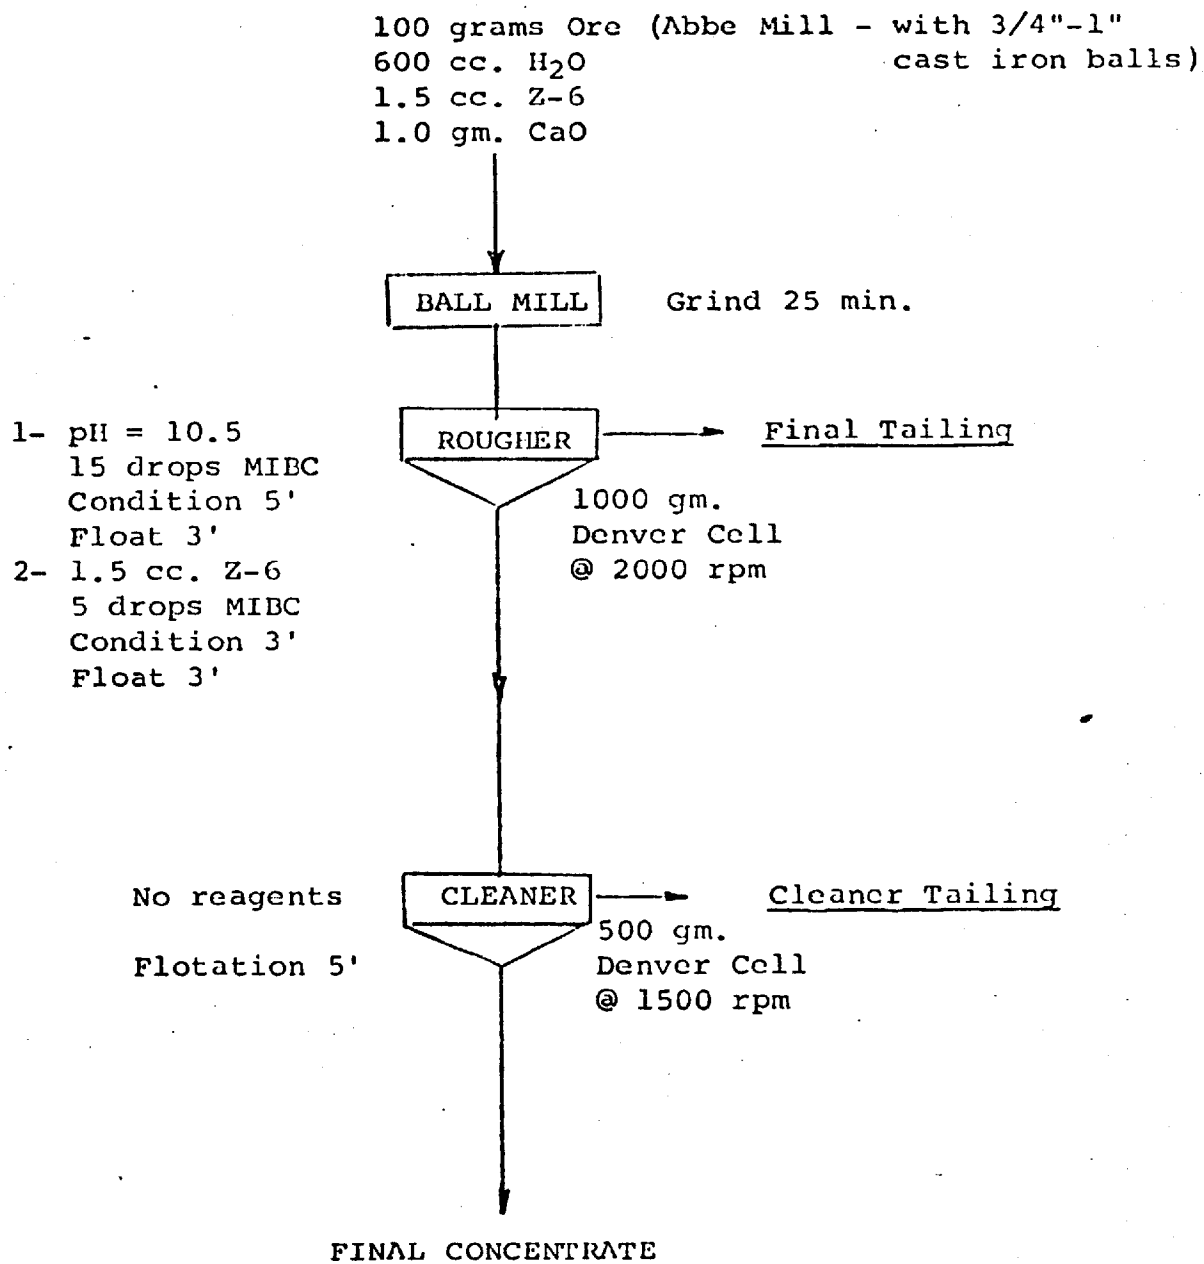 100 grams Ore (Abbe Mill - with 3/4"-1"
600 cc. H₂O cast iron balls)
1.5 cc. Z-6
1.0 gm. CaO
BALL MILL Grind 25 min.
1- pH = 10.5
15 drops MIBC
Condition 5'
Float 3'
2- 1.5 cc. Z-6
5 drops MIBC
Condition 3'
Float 3'
ROUGHER
Final Tailing
1000 gm.
Denver Cell
@ 2000 rpm
No reagents
Flotation 5'
CLEANER
Cleaner Tailing
500 gm.
Denver Cell
@ 1500 rpm
FINAL CONCENTRATE